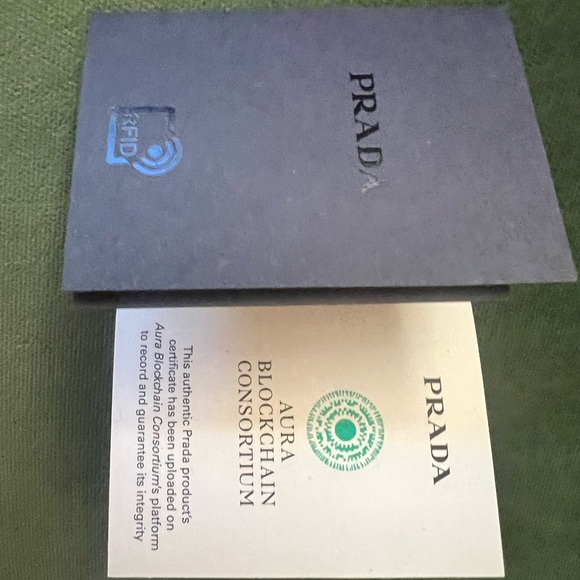 PRADA
RFID
PRADA
AURA
BLOCKCHAIN
CONSORTIUM
This authentic Prada product's
certificate has been uploaded on
Aura Blockchain Consortium's platform
to record and guarantee its integrity